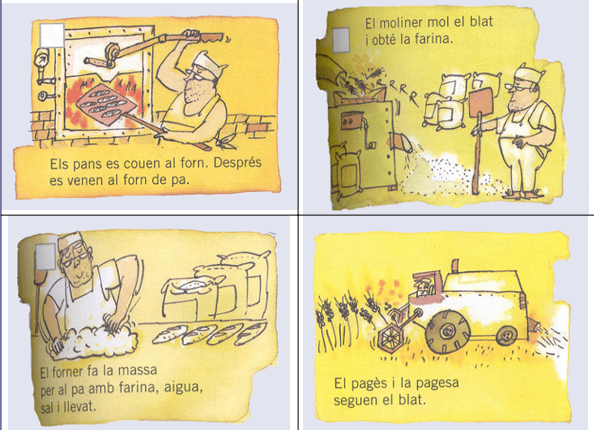 Els pans es couen al forn. Després
es venen al forn de pa.
El moliner mol el blat
i obté la farina.
RRRR
El forner fa la massa
per al pa amb farina, aigua,
sal i llevat.
El pagès i la pagesa
seguen el blat.